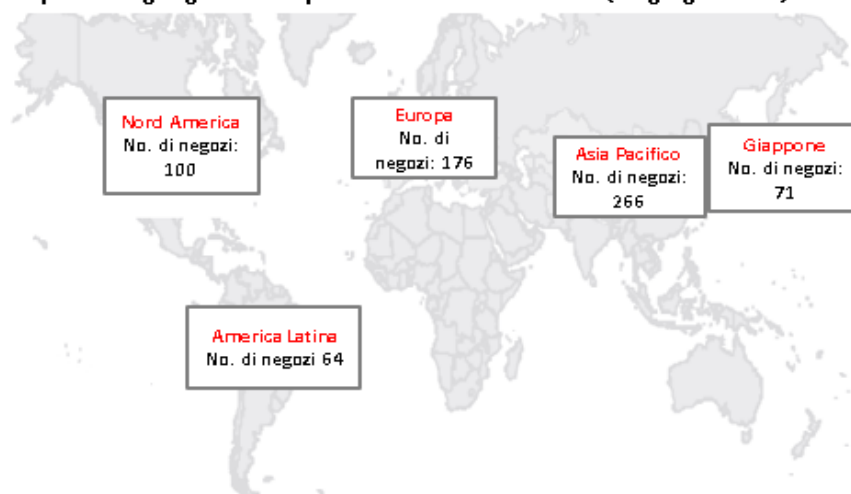 Nord America
No. di negozi:
100
Europa
No. di
negozi: 176
Asia Pacifico
No. di negozi:
266
Giappone
No. di negozi:
71
America Latina
No. di negozi 64